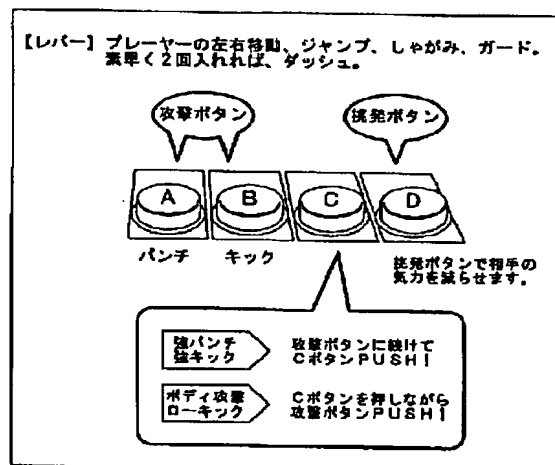 【レバー】プレーヤーの左右移動、ジャンプ、しゃがみ、ガード。
素早く2回入れれば、ダッシュ。
攻撃ボタン
挑発ボタン
A
B
C
D
パンチ
キック
挑発ボタンで相手の
気力を減らせます。
強パンチ
強キック
攻撃ボタンに続けて
CボタンPUSH!
ボディ攻撃
ローキック
Cボタンを押しながら
攻撃ボタンPUSH!